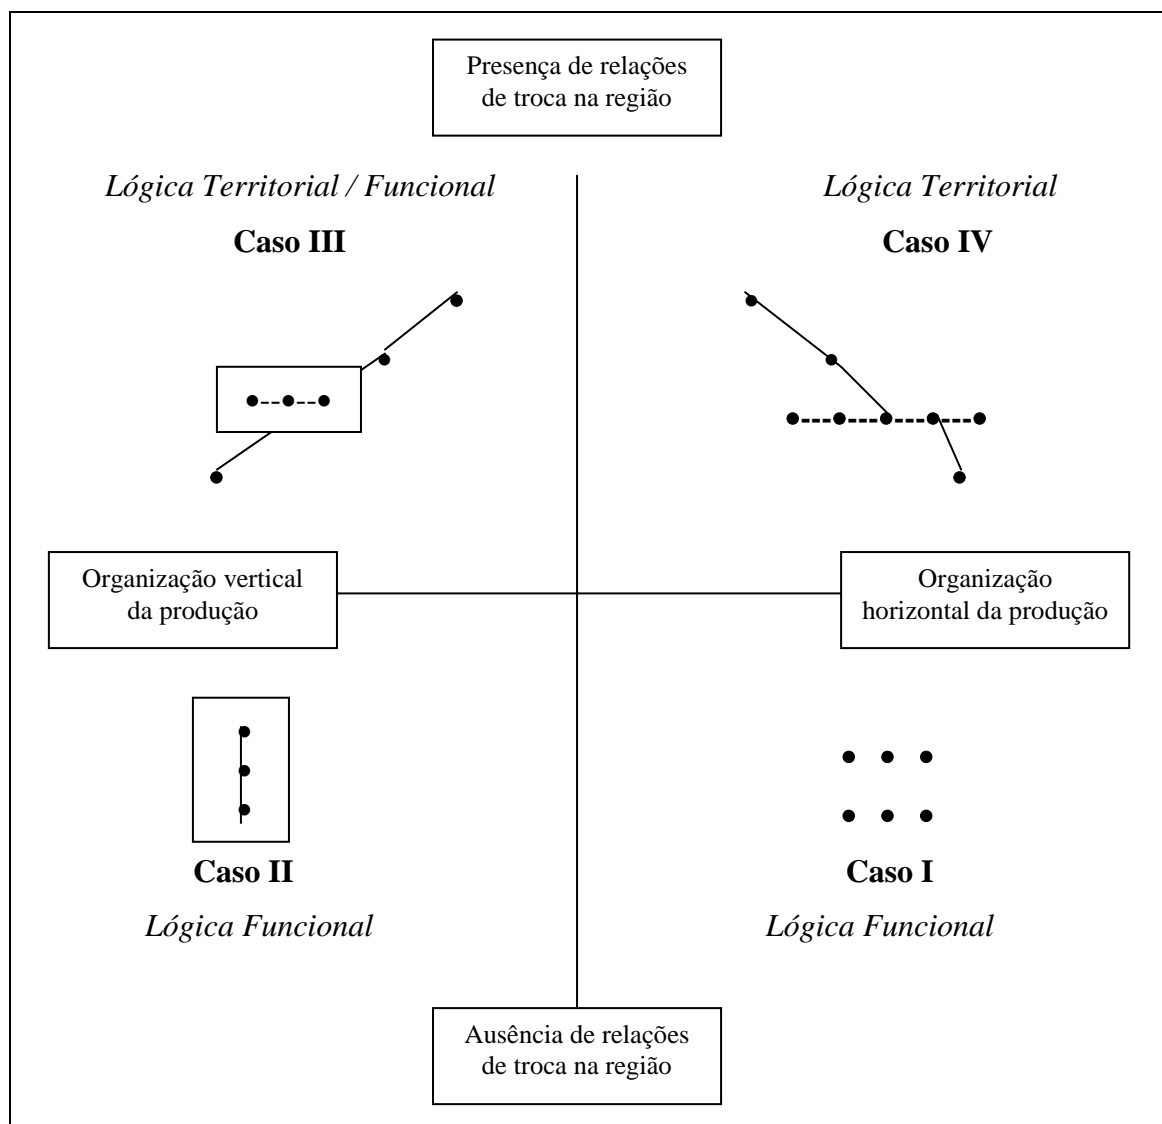 Presença de relações
de troca na região
Lógica Territorial / Funcional
Caso III
Lógica Territorial
Caso IV
Organização vertical
da produção
Organização
horizontal da produção
Caso II
Lógica Funcional
Caso I
Lógica Funcional
Ausência de relações
de troca na região